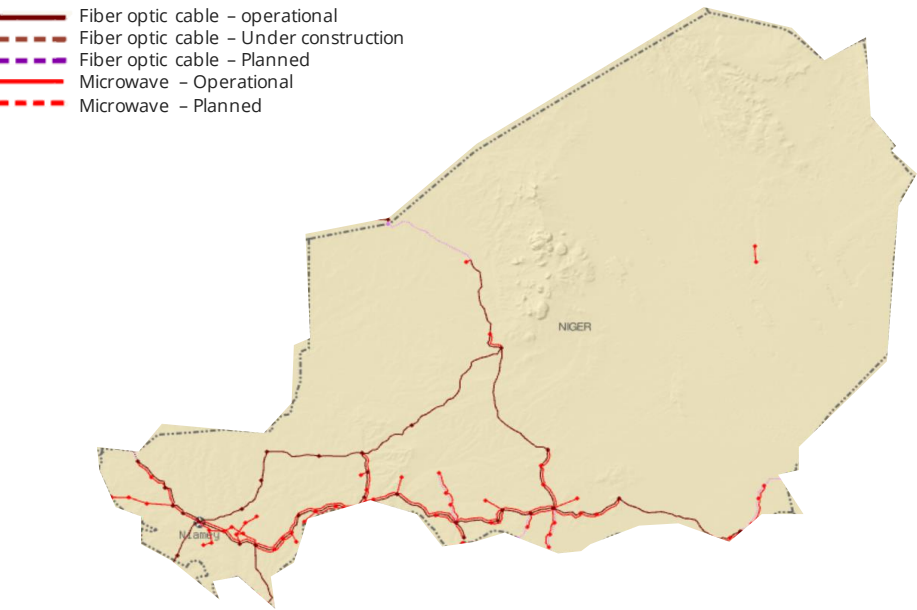 Fiber optic cable – operational
Fiber optic cable – Under construction
Fiber optic cable – Planned
Microwave – Operational
Microwave – Planned
NIGER
Niamey